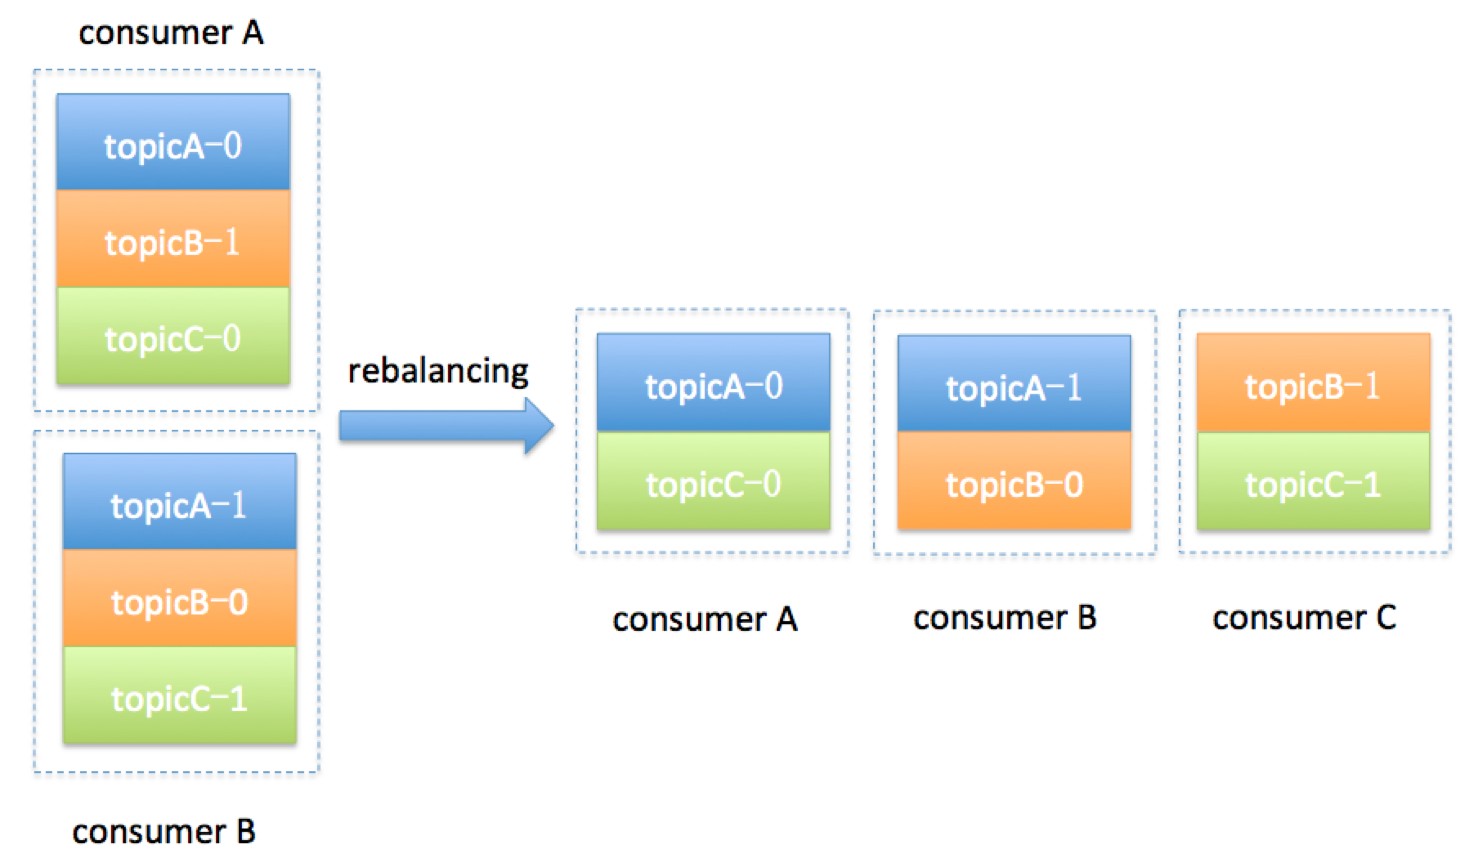 consumer A
topicA-0
topicB-1
topicC-0
topicA-1
topicB-0
topicC-1
consumer B
rebalancing
topicA-0
topicC-0
consumer A
topicA-1
topicB-0
consumer B
topicB-1
topicC-1
consumer C